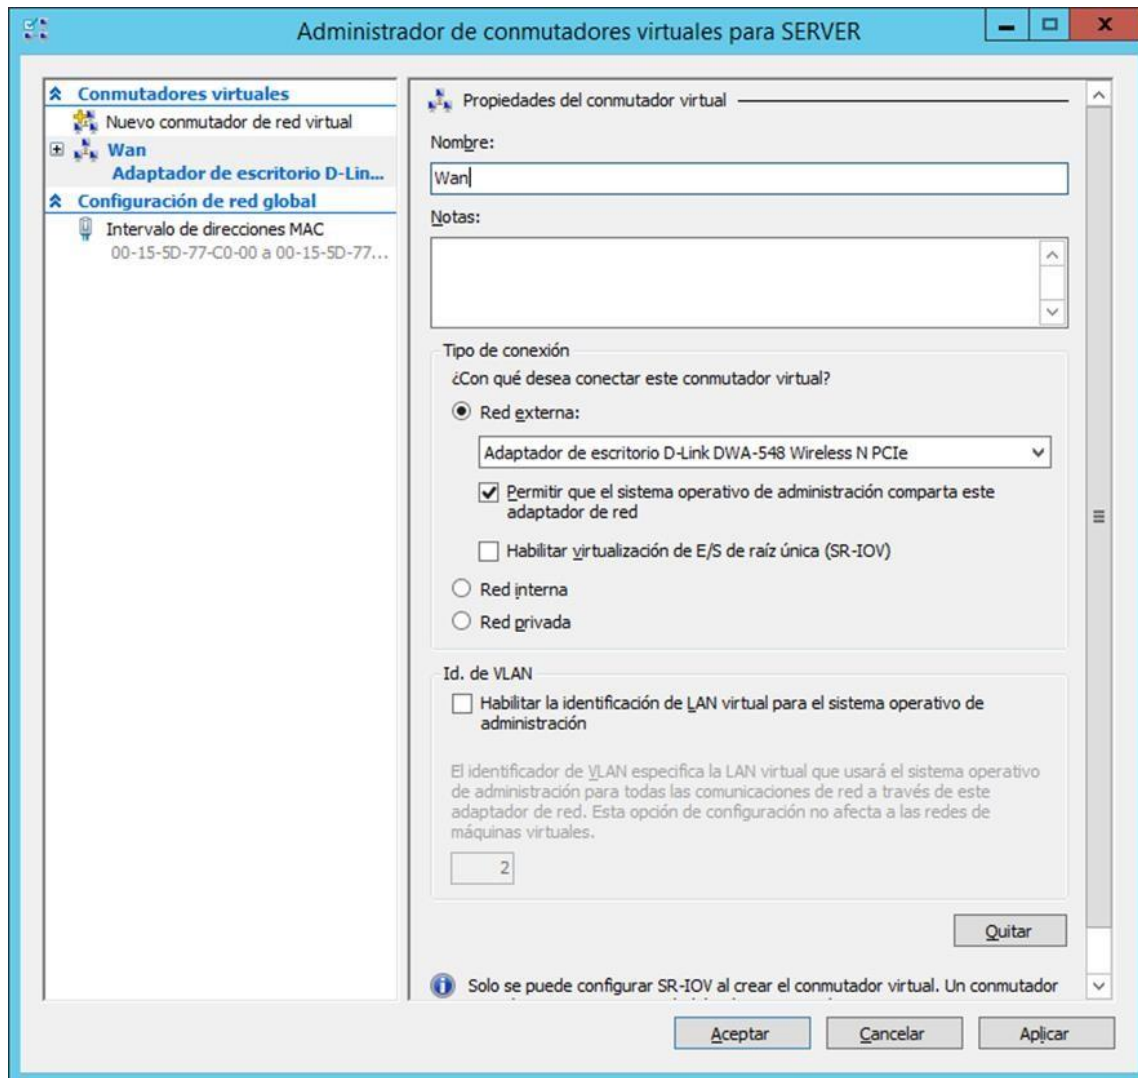 Administrador de conmutadores virtuales para SERVER
Conmutadores virtuales
Nuevo conmutador de red virtual
Wan
Adaptador de escritorio D-Lin...
Configuración de red global
Intervalo de direcciones MAC
00-15-5D-77-C0-00 a 00-15-5D-77...
Propiedades del conmutador virtual
Nombre:
Wan
Notas:
Tipo de conexión
¿Con qué desea conectar este conmutador virtual?
Red externa:
Adaptador de escritorio D-Link DWA-548 Wireless N PCIe
Permitir que el sistema operativo de administración comparta este
adaptador de red
Habilitar virtualización de E/S de raíz única (SR-IOV)
Red interna
Red privada
Id. de VLAN
Habilitar la identificación de LAN virtual para el sistema operativo de
administración
El identificador de VLAN especifica la LAN virtual que usará el sistema operativo
de administración para todas las comunicaciones de red a través de este
adaptador de red. Esta opción de configuración no afecta a las redes de
máquinas virtuales.
2
Quitar
Solo se puede configurar SR-IOV al crear el conmutador virtual. Un conmutador
Aceptar
Cancelar
Aplicar